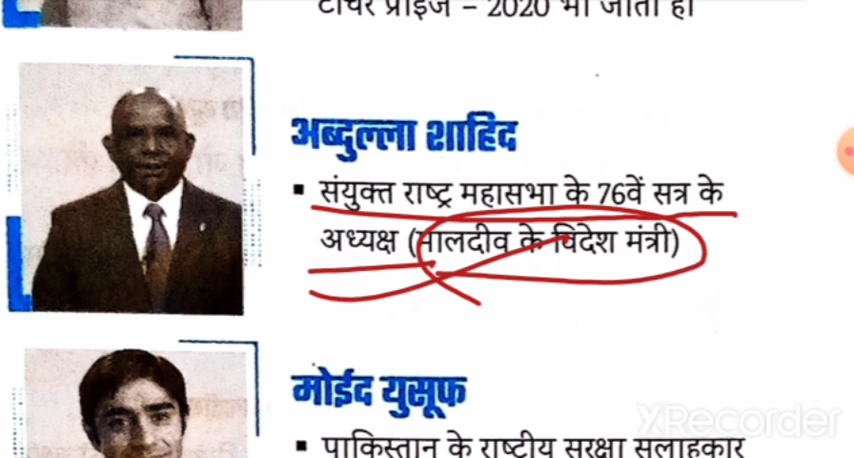 टीचर प्राइज – 2020 भी जीता है
अब्दुल्ला शाहिद
▪ संयुक्त राष्ट्र महासभा के 76वें सत्र के
अध्यक्ष (मालदीव के विदेश मंत्री)
मोईद युसूफ
▪ पाकिस्तान के राष्ट्रीय सुरक्षा सलाहकार
XRecorder